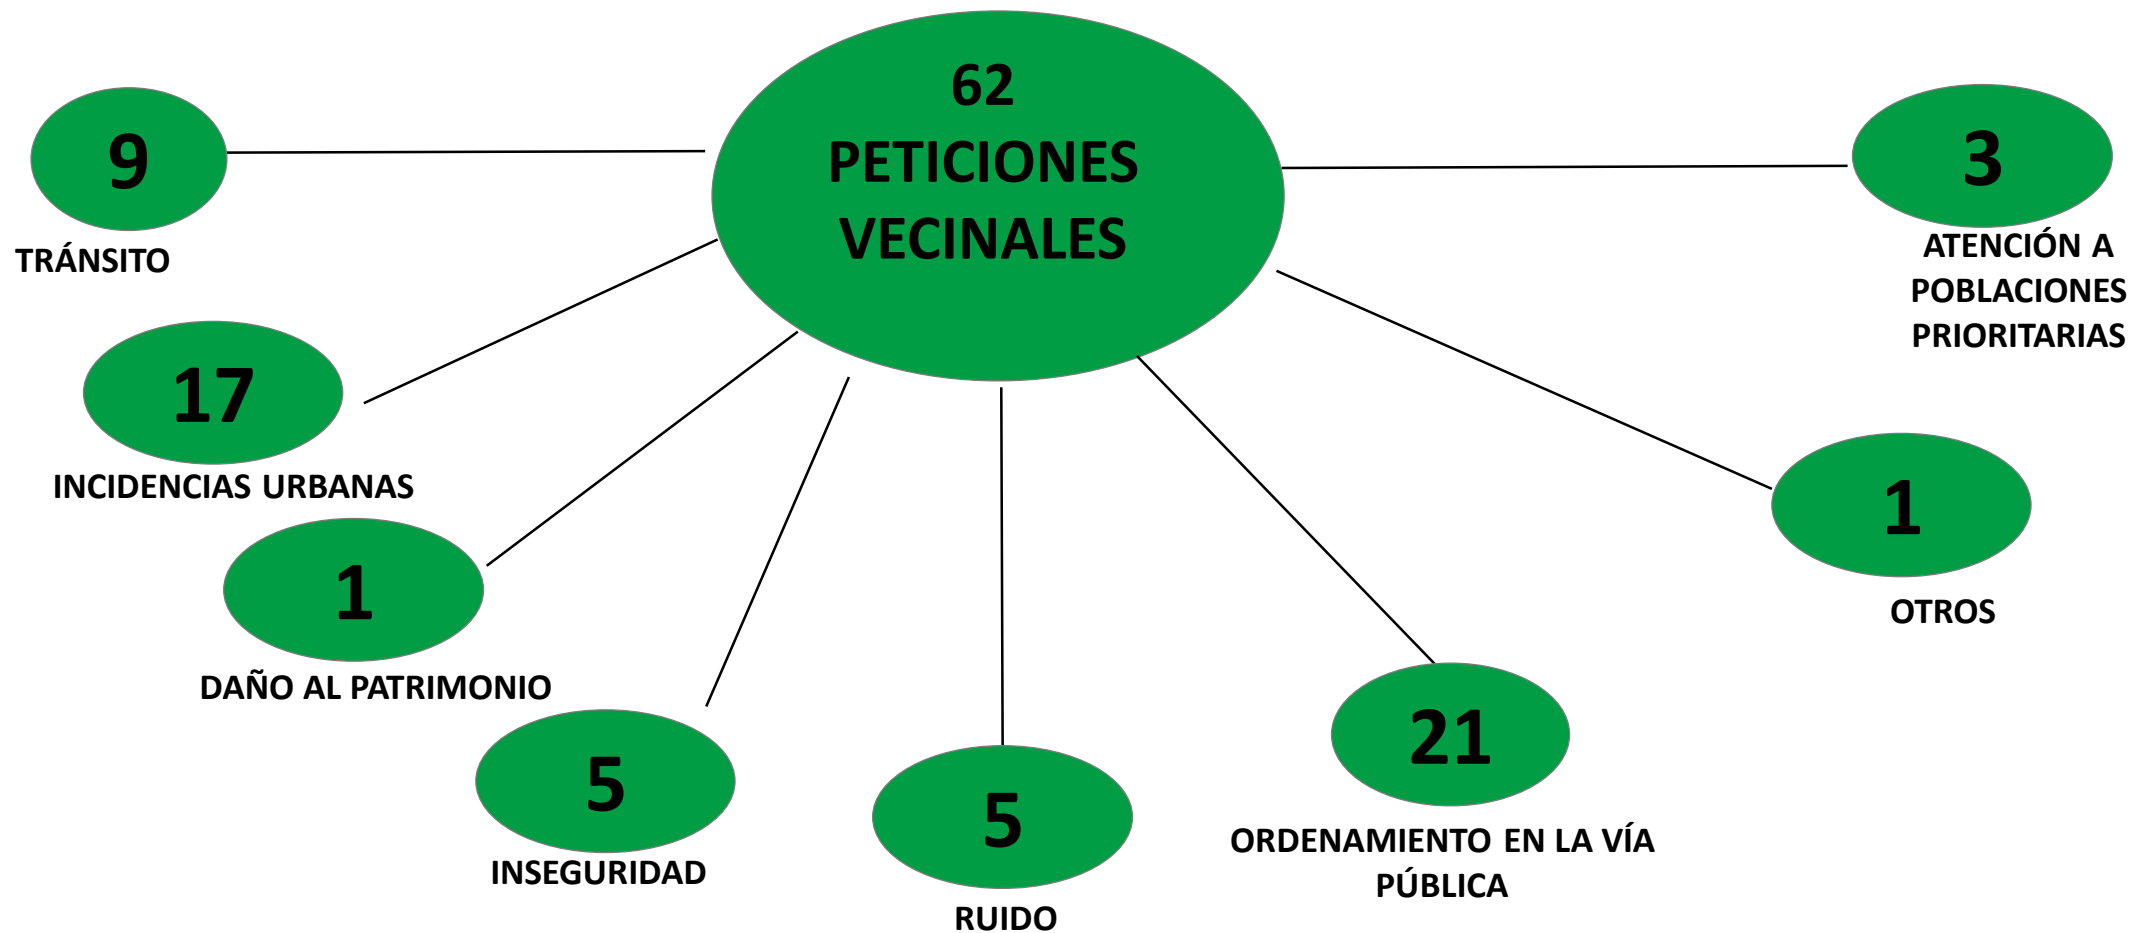 62
PETICIONES
VECINALES
9
TRÁNSITO
17
INCIDENCIAS URBANAS
1
DAÑO AL PATRIMONIO
5
INSEGURIDAD
5
RUIDO
21
ORDENAMIENTO EN LA VÍA
PÚBLICA
1
OTROS
3
ATENCIÓN A
POBLACIONES
PRIORITARIAS